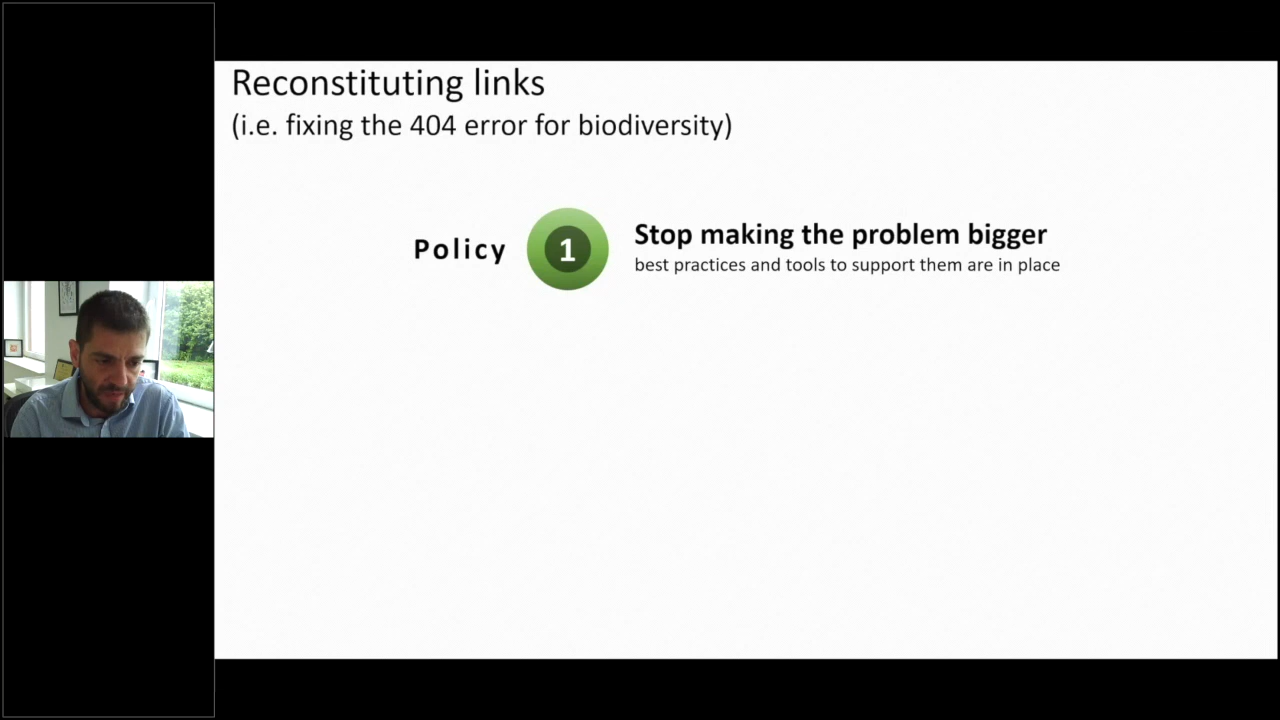 Reconstituting links
(i.e. fixing the 404 error for biodiversity)
Policy
1
Stop making the problem bigger
best practices and tools to support them are in place